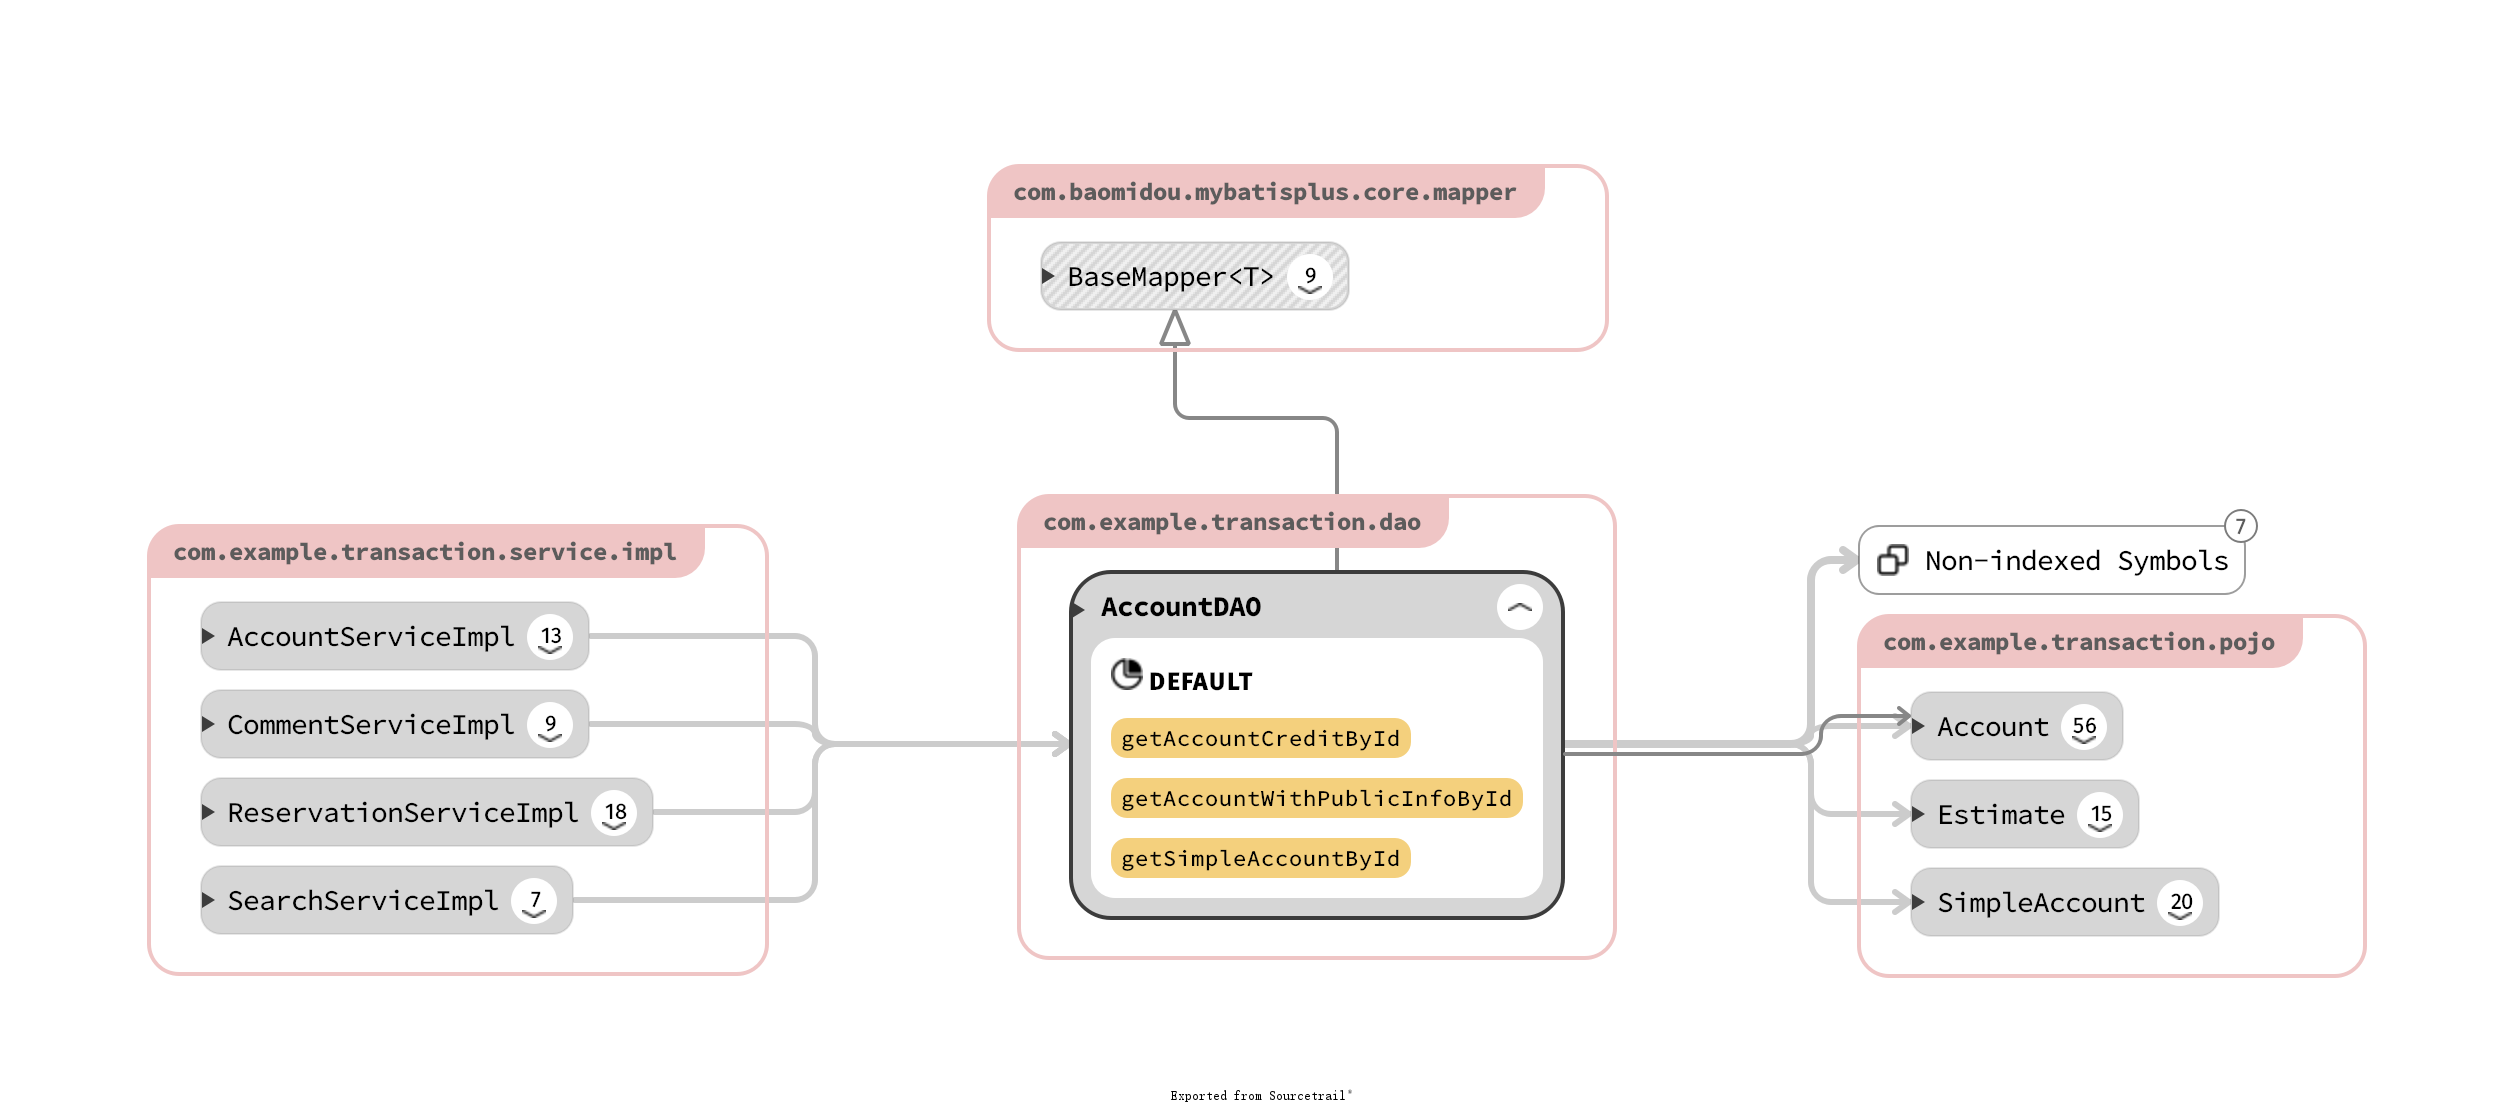 com.baomidou.mybatisplus.core.mapper
BaseMapper<T> 9
com.example.transaction.service.impl
AccountServiceImpl 13
CommentServiceImpl 9
ReservationServiceImpl 18
SearchServiceImpl 7
com.example.transaction.dao
AccountDAO
DEFAULT
getAccountCreditById
getAccountWithPublicInfoById
getSimpleAccountById
7
Non-indexed Symbols
com.example.transaction.pojo
Account 56
Estimate 15
SimpleAccount 20
Exported from Sourcetrail®